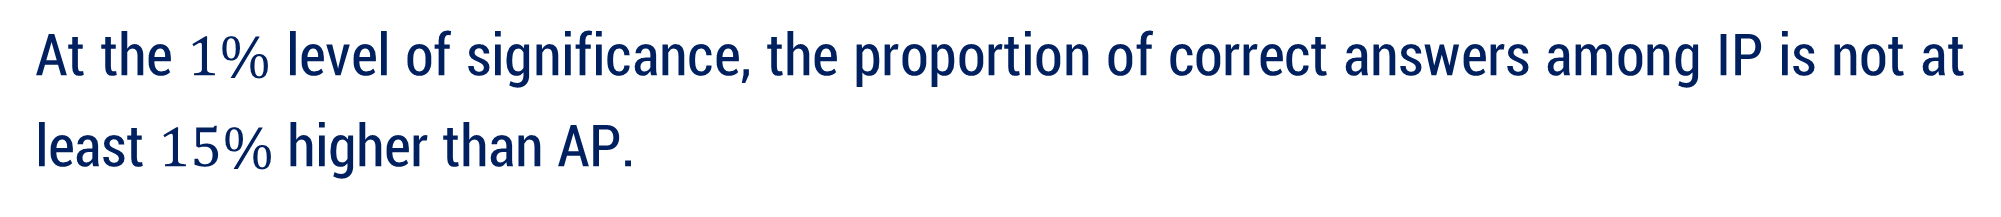 At the 1% level of significance, the proportion of correct answers among IP is not at
least 15% higher than AP.